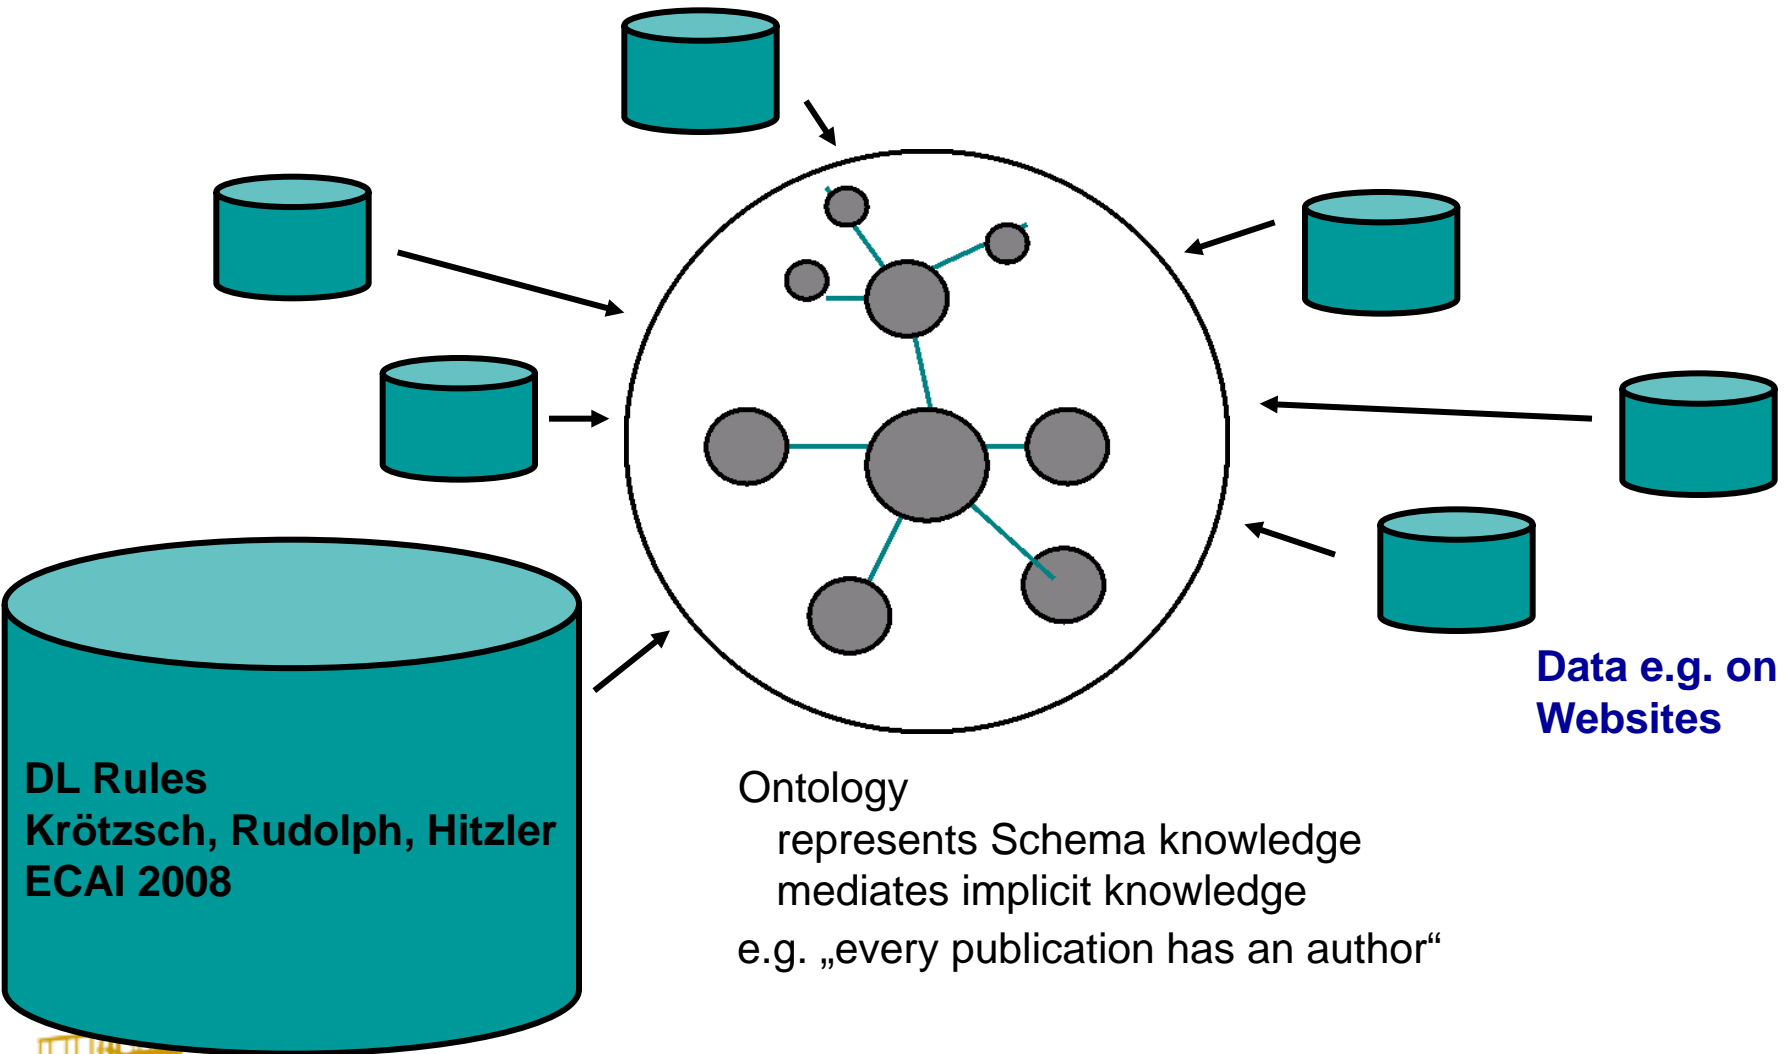 Data e.g. on
Websites
DL Rules
Krötzsch, Rudolph, Hitzler
ECAI 2008
Ontology
represents Schema knowledge
mediates implicit knowledge
e.g. „every publication has an author“